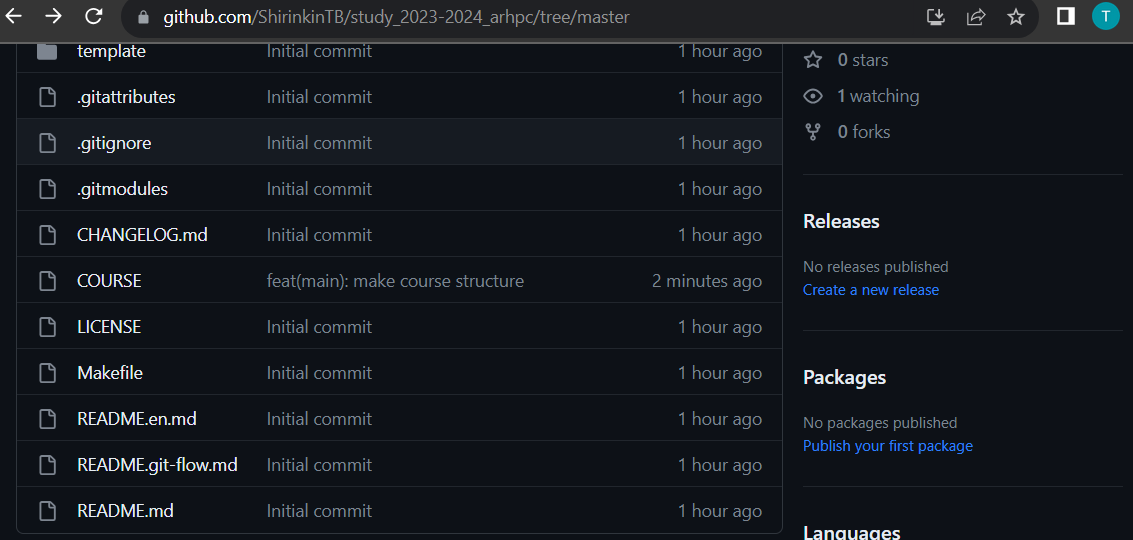 github.com/ShirinkinTB/study_2023-2024_arhpc/tree/master
T
template Initial commit 1 hour ago
.gitattributes Initial commit 1 hour ago
.gitignore Initial commit 1 hour ago
.gitmodules Initial commit 1 hour ago
CHANGELOG.md Initial commit 1 hour ago
COURSE feat(main): make course structure 2 minutes ago
LICENSE Initial commit 1 hour ago
Makefile Initial commit 1 hour ago
README.en.md Initial commit 1 hour ago
README.git-flow.md Initial commit 1 hour ago
README.md Initial commit 1 hour ago
0 stars
1 watching
0 forks
Releases
No releases published
Create a new release
Packages
No packages published
Publish your first package
Languages